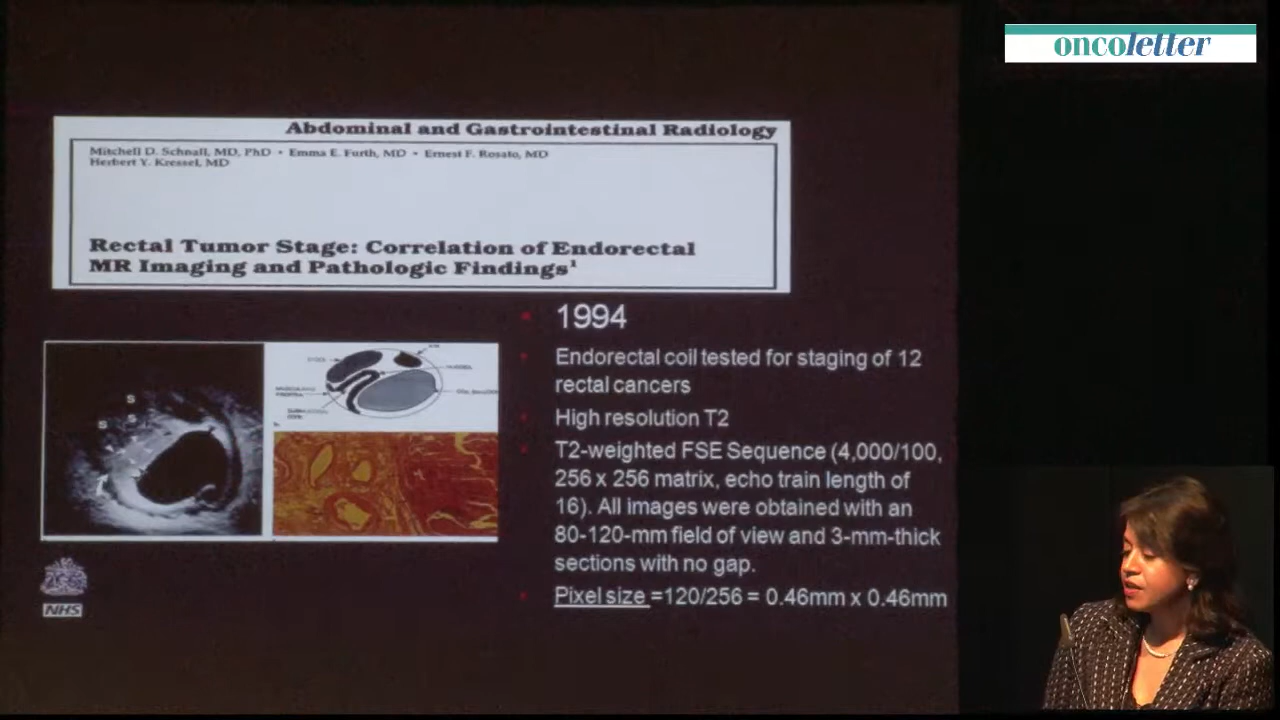 oncoletter
Abdominal and Gastrointestinal Radiology
Mitchell D. Schnall, MD, PhD • Emma E. Furth, MD • Ernest F. Rosato, MD
Herbert Y. Kressel, MD
Rectal Tumor Stage: Correlation of Endorectal
MR Imaging and Pathologic Findings¹
1994
Endorectal coil tested for staging of 12
rectal cancers
High resolution T2
T2-weighted FSE Sequence (4,000/100,
256 x 256 matrix, echo train length of
16). All images were obtained with an
80-120-mm field of view and 3-mm-thick
sections with no gap.
Pixel size =120/256 = 0.46mm x 0.46mm
S
S
S
NHS